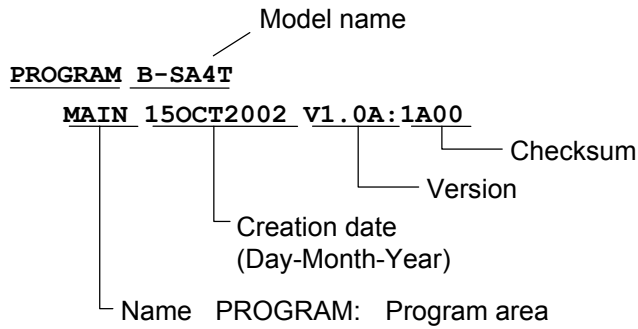 Model name
PROGRAM B-SA4T
MAIN 15OCT2002 V1.0A:1A00
Checksum
Version
Creation date
(Day-Month-Year)
Name PROGRAM: Program area